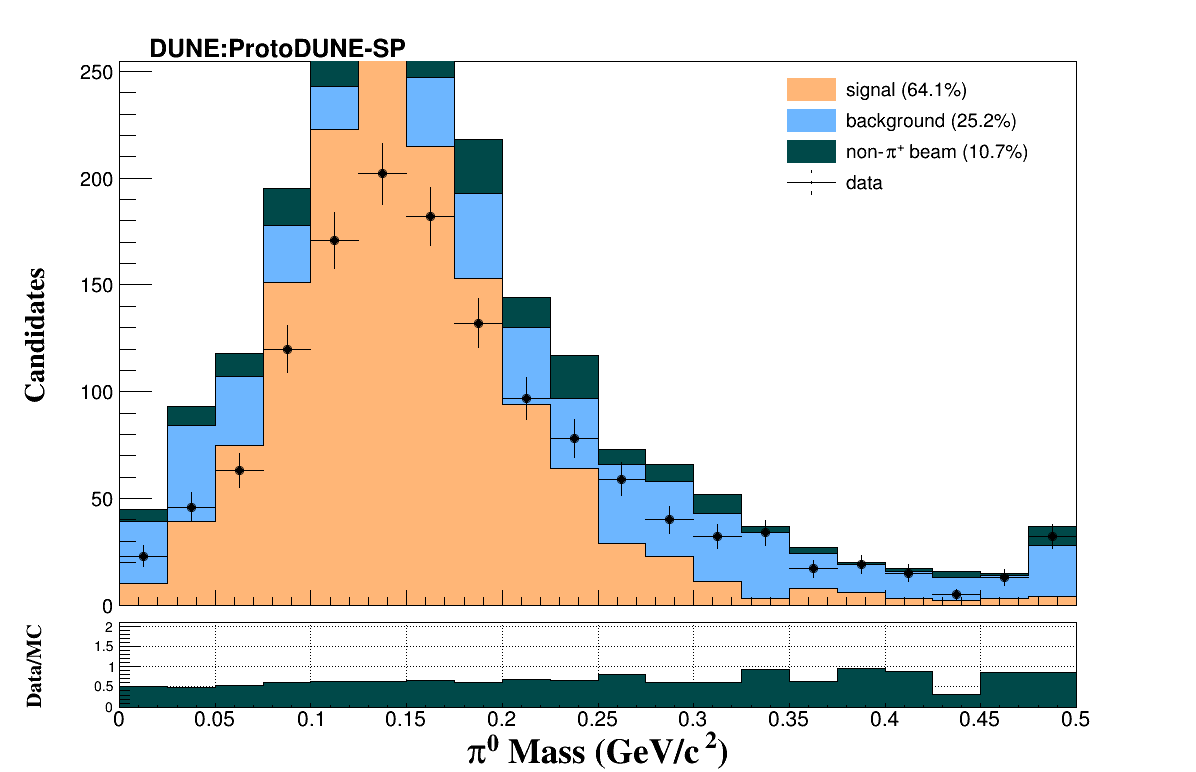 DUNE:ProtoDUNE-SP
250
200
150
100
50
0
Candidates
signal (64.1%)
background (25.2%)
non-π⁺ beam (10.7%)
data
2
1.5
1
0.5
0
Data/MC
0 0.05 0.1 0.15 0.2 0.25 0.3 0.35 0.4 0.45 0.5
π⁰ Mass (GeV/c²)